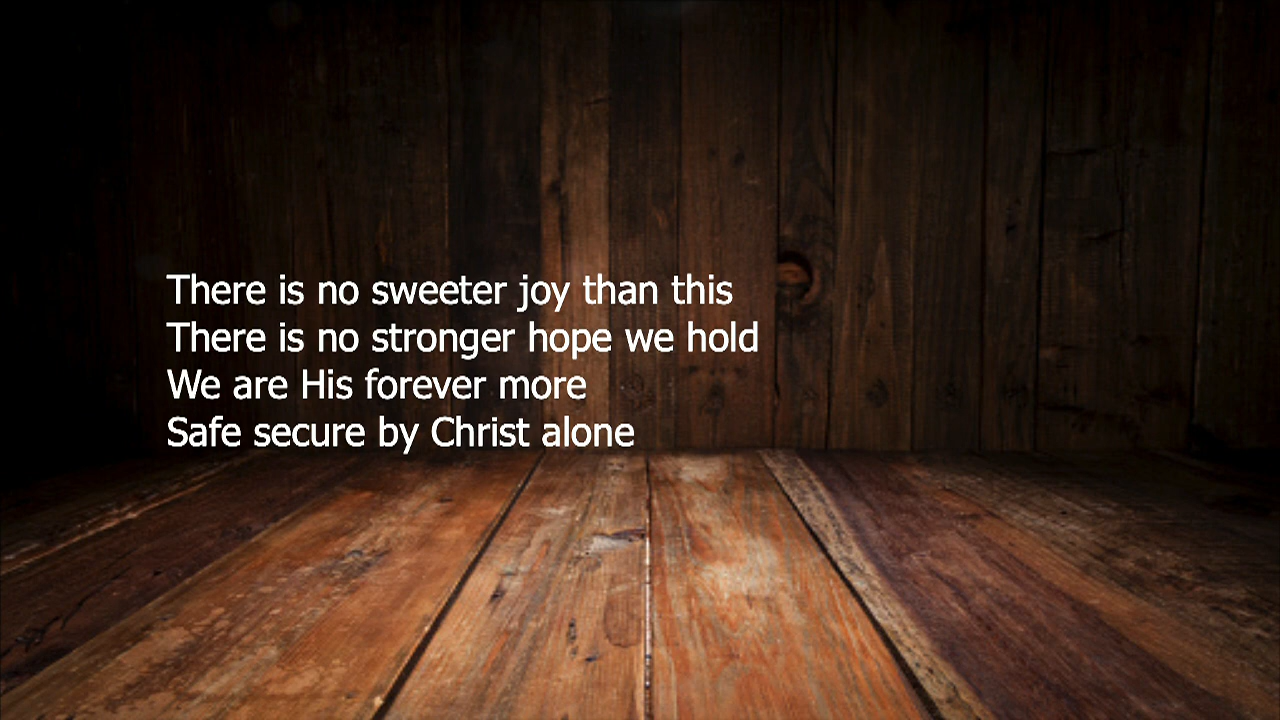 There is no sweeter joy than this
There is no stronger hope we hold
We are His forever more
Safe secure by Christ alone